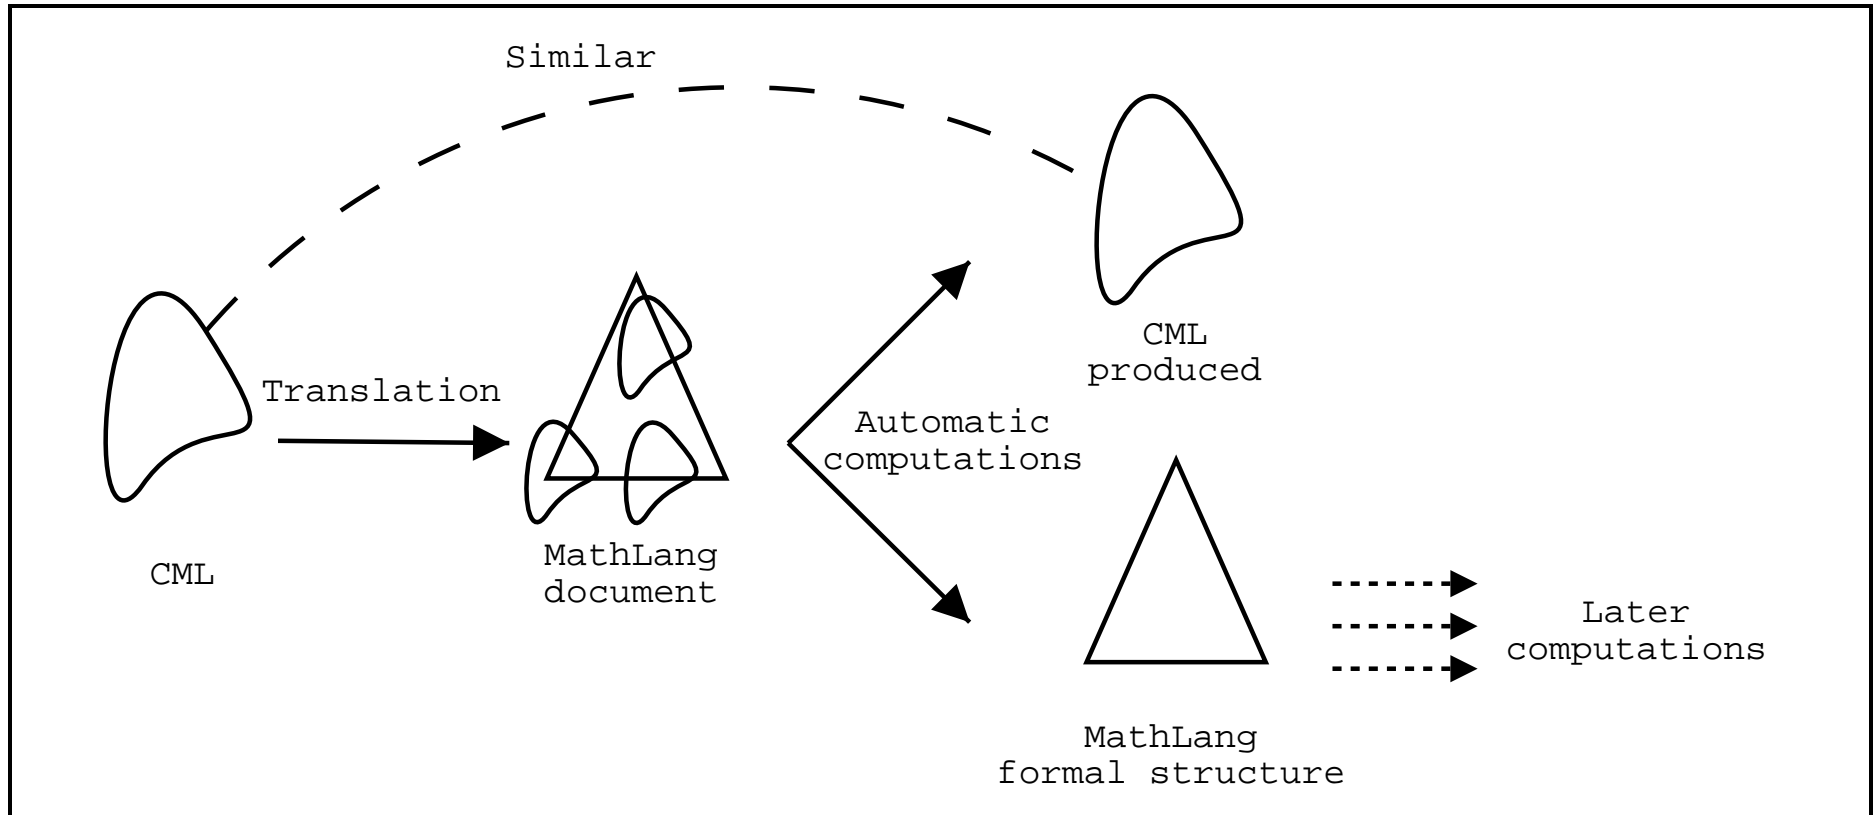 Similar
CML
produced
Translation
Automatic
computations
MathLang
document
CML
Later
computations
MathLang
formal structure